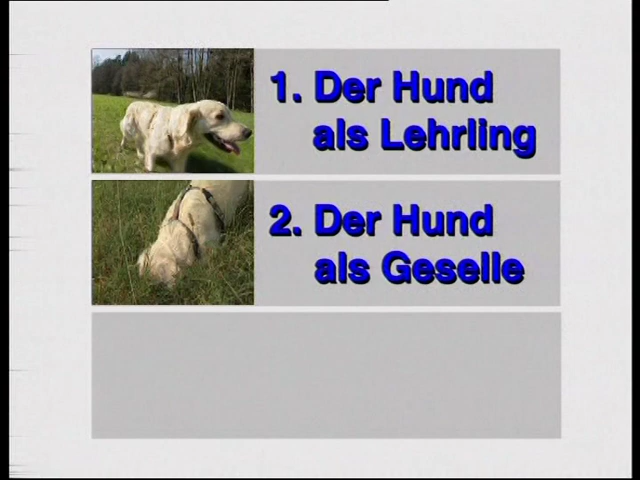 1. Der Hund
als Lehrling
2. Der Hund
als Geselle